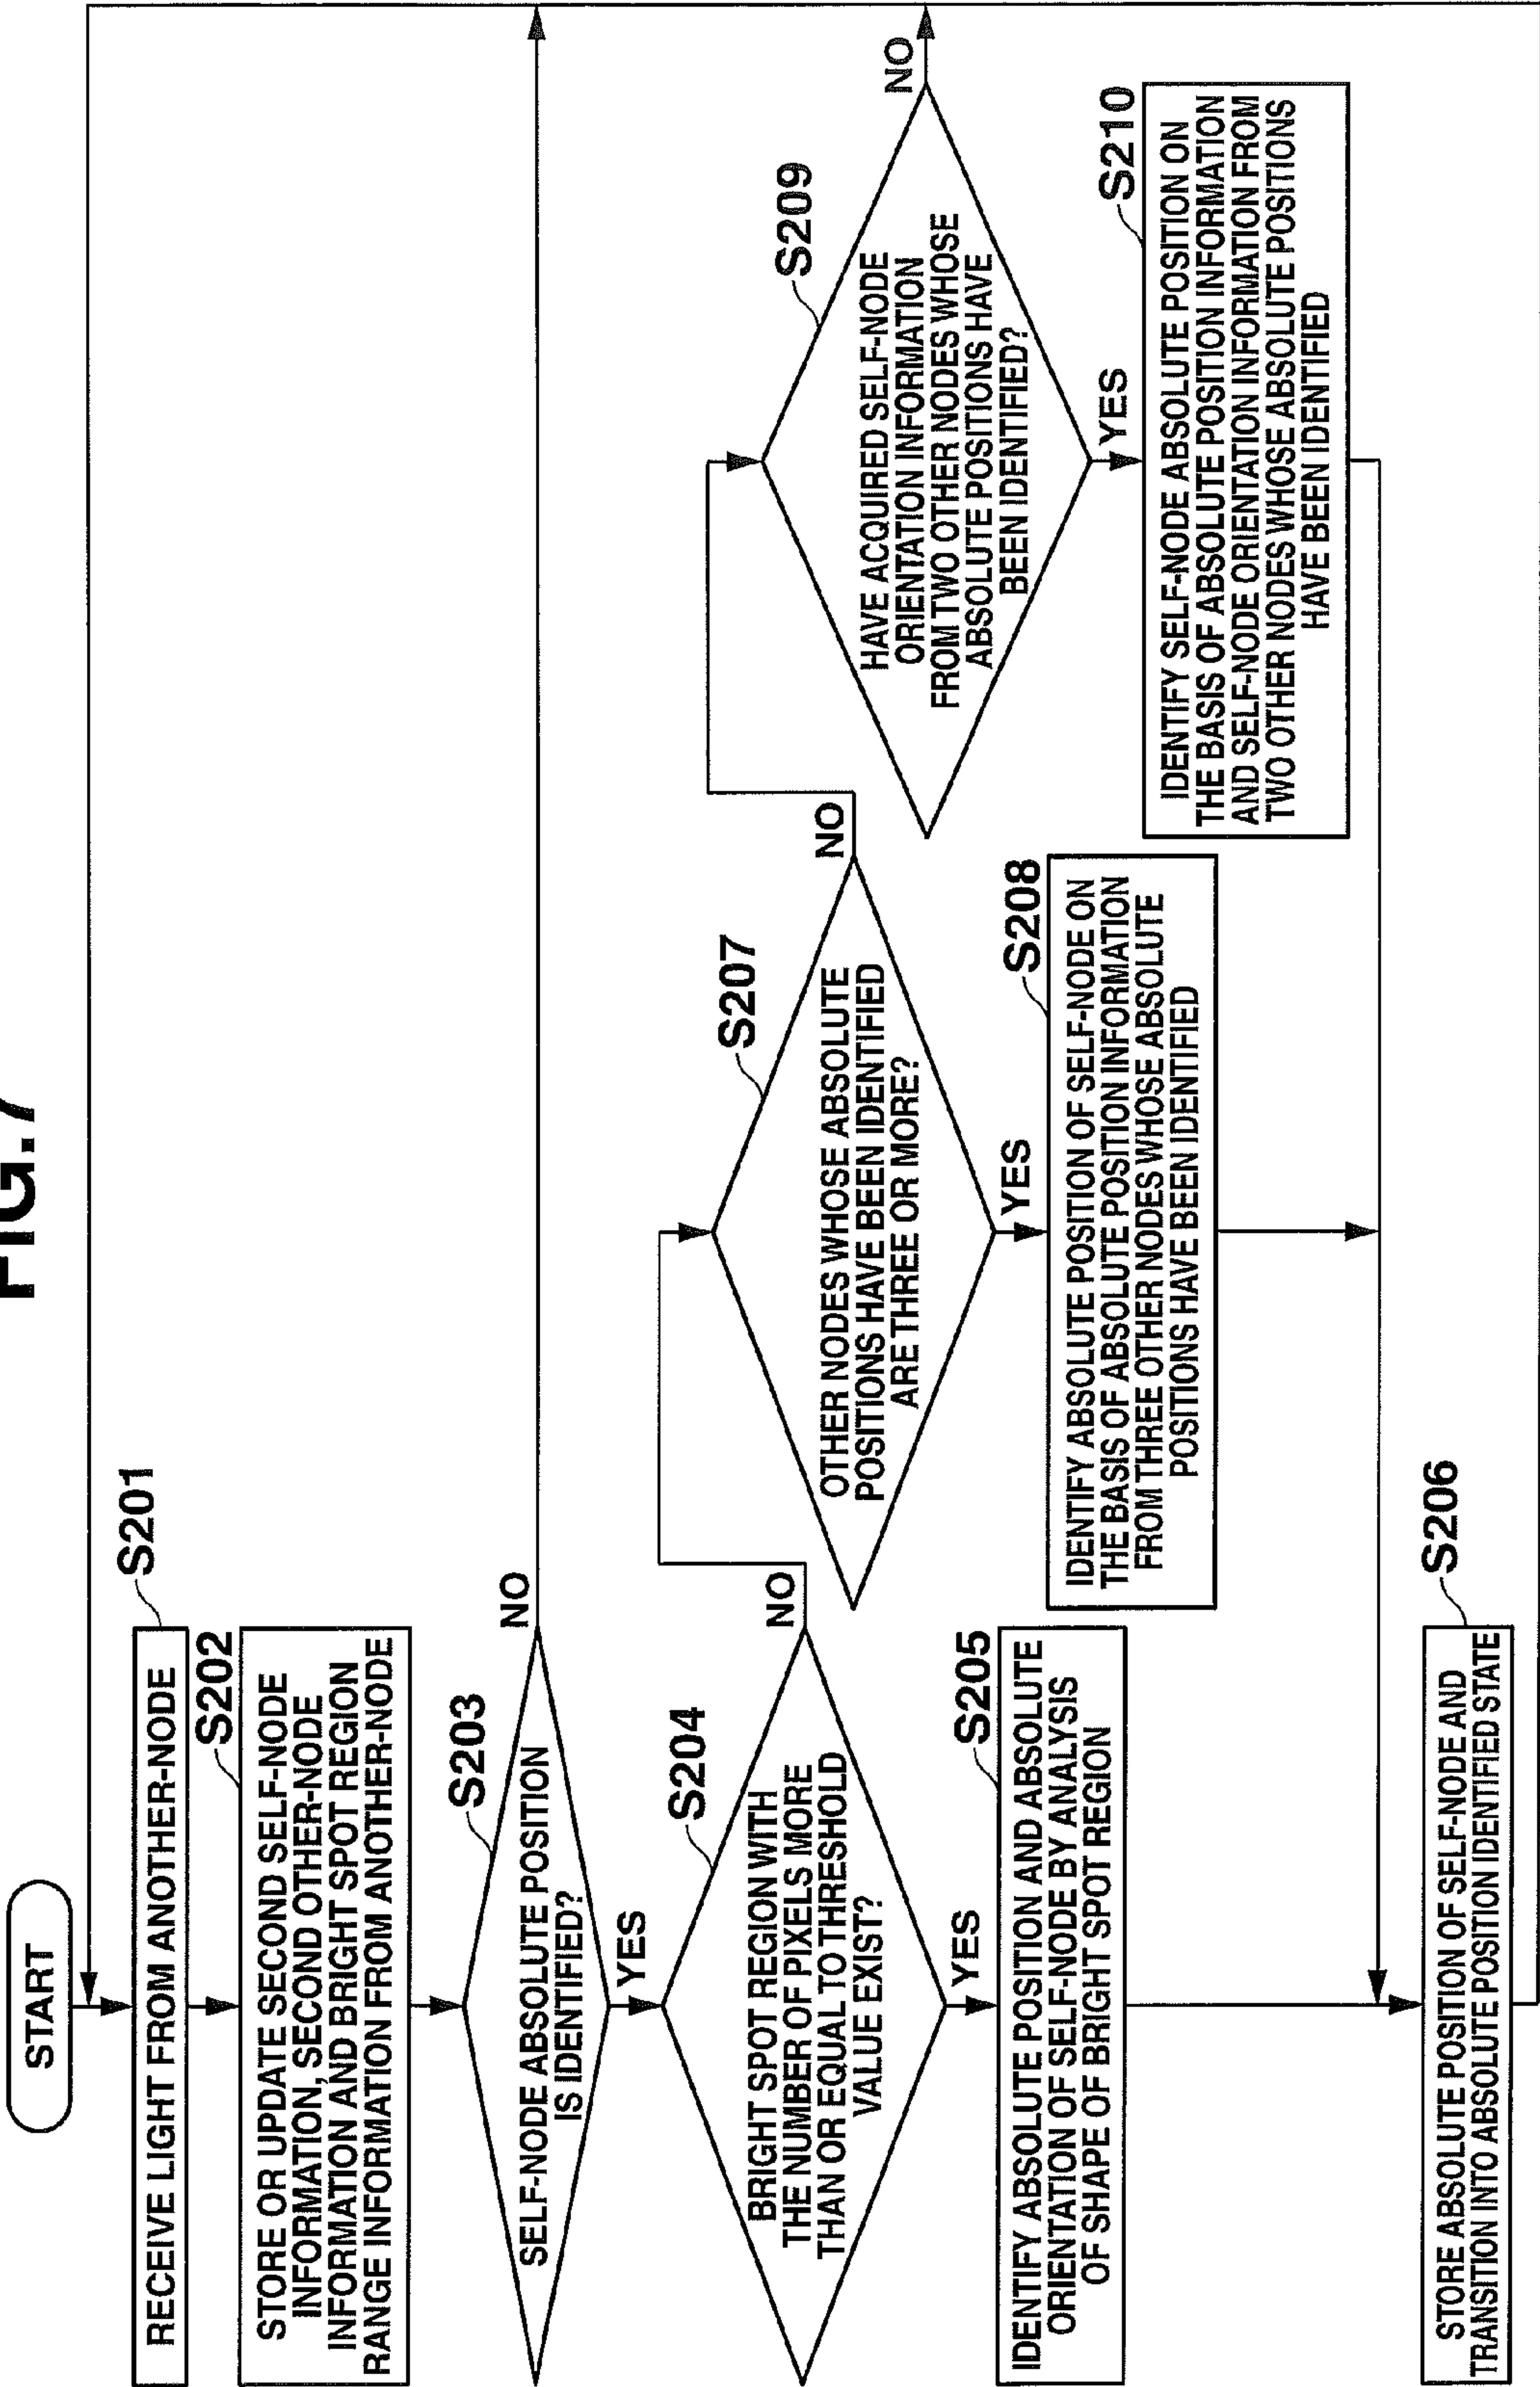 FIG.7
START
S201
RECEIVE LIGHT FROM ANOTHER-NODE
S202
STORE OR UPDATE SECOND SELF-NODE
INFORMATION, SECOND OTHER-NODE
INFORMATION AND BRIGHT SPOT REGION
RANGE INFORMATION FROM ANOTHER-NODE
S203
SELF-NODE ABSOLUTE POSITION
IS IDENTIFIED?
NO
YES
S204
BRIGHT SPOT REGION WITH
THE NUMBER OF PIXELS MORE
THAN OR EQUAL TO THRESHOLD
VALUE EXIST?
NO
YES
S205
IDENTIFY ABSOLUTE POSITION AND ABSOLUTE
ORIENTATION OF SELF-NODE BY ANALYSIS
OF SHAPE OF BRIGHT SPOT REGION
S207
OTHER NODES WHOSE ABSOLUTE
POSITIONS HAVE BEEN IDENTIFIED
ARE THREE OR MORE?
NO
YES
S208
IDENTIFY ABSOLUTE POSITION OF SELF-NODE ON
THE BASIS OF ABSOLUTE POSITION INFORMATION
FROM THREE OTHER NODES WHOSE ABSOLUTE
POSITIONS HAVE BEEN IDENTIFIED
S209
HAVE ACQUIRED SELF-NODE
ORIENTATION INFORMATION
FROM TWO OTHER NODES WHOSE
ABSOLUTE POSITIONS HAVE
BEEN IDENTIFIED?
NO
YES
S210
IDENTIFY SELF-NODE ABSOLUTE POSITION ON
THE BASIS OF ABSOLUTE POSITION INFORMATION
AND SELF-NODE ORIENTATION INFORMATION FROM
TWO OTHER NODES WHOSE ABSOLUTE POSITIONS
HAVE BEEN IDENTIFIED
S206
STORE ABSOLUTE POSITION OF SELF-NODE AND
TRANSITION INTO ABSOLUTE POSITION IDENTIFIED STATE